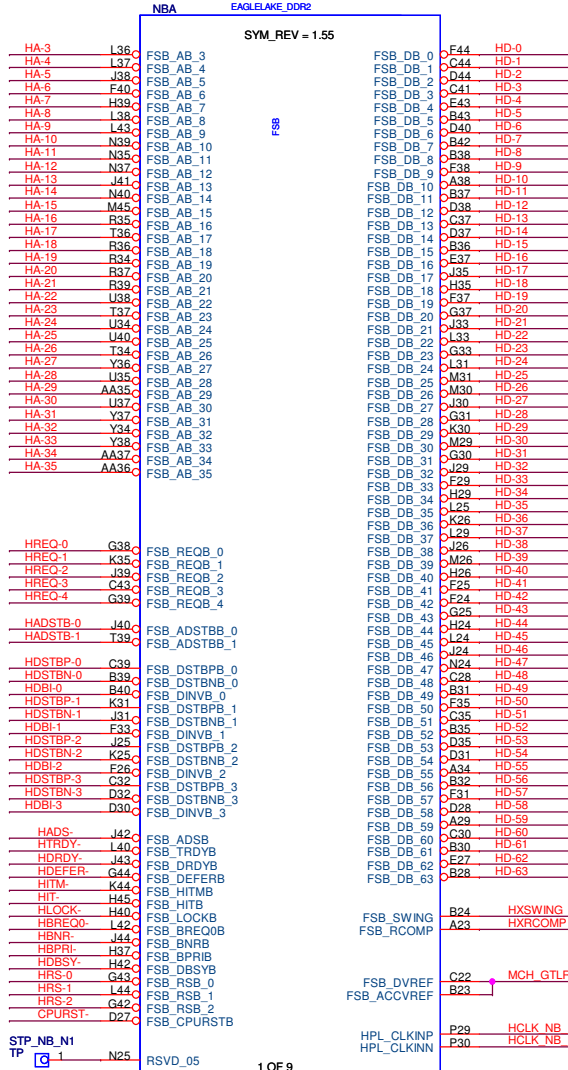 NBA
EAGLELAKE_DDR2
SYM_REV = 1.55
FSB
HA-3 L36 FSB_AB_3
HA-4 L37 FSB_AB_4
HA-5 J38 FSB_AB_5
HA-6 F40 FSB_AB_6
HA-7 H39 FSB_AB_7
HA-8 L38 FSB_AB_8
HA-9 L43 FSB_AB_9
HA-10 N39 FSB_AB_10
HA-11 N35 FSB_AB_11
HA-12 N37 FSB_AB_12
HA-13 J41 FSB_AB_13
HA-14 N40 FSB_AB_14
HA-15 M45 FSB_AB_15
HA-16 R35 FSB_AB_16
HA-17 T36 FSB_AB_17
HA-18 R36 FSB_AB_18
HA-19 R34 FSB_AB_19
HA-20 R37 FSB_AB_20
HA-21 R39 FSB_AB_21
HA-22 U38 FSB_AB_22
HA-23 T37 FSB_AB_23
HA-24 U34 FSB_AB_24
HA-25 U40 FSB_AB_25
HA-26 T34 FSB_AB_26
HA-27 Y36 FSB_AB_27
HA-28 U35 FSB_AB_28
HA-29 AA35 FSB_AB_29
HA-30 U37 FSB_AB_30
HA-31 Y37 FSB_AB_31
HA-32 Y34 FSB_AB_32
HA-33 Y38 FSB_AB_33
HA-34 AA37 FSB_AB_34
HA-35 AA36 FSB_AB_35
HREQ-0 G38 FSB_REQB_0
HREQ-1 K35 FSB_REQB_1
HREQ-2 J39 FSB_REQB_2
HREQ-3 C43 FSB_REQB_3
HREQ-4 G39 FSB_REQB_4
HADSTB-0 J40 FSB_ADSTBB_0
HADSTB-1 T39 FSB_ADSTBB_1
HDSTBP-0 C39 FSB_DSTBPB_0
HDSTBN-0 B39 FSB_DSTBNB_0
HDBI-0 B40 FSB_DINVB_0
HDSTBP-1 K31 FSB_DSTBPB_1
HDSTBN-1 J31 FSB_DSTBNB_1
HDBI-1 F33 FSB_DINVB_1
HDSTBP-2 J25 FSB_DSTBPB_2
HDSTBN-2 K25 FSB_DSTBNB_2
HDBI-2 F26 FSB_DINVB_2
HDSTBP-3 C32 FSB_DSTBPB_3
HDSTBN-3 D32 FSB_DSTBNB_3
HDBI-3 D30 FSB_DINVB_3
HADS- J42 FSB_ADSB
HTRDY- L40 FSB_TRDYB
HDRDY- J43 FSB_DRDYB
HDEFER- G44 FSB_DEFERB
HITM- K44 FSB_HITMB
HIT- H45 FSB_HITB
HLOCK- H40 FSB_LOCKB
HBREQ0- L42 FSB_BREQ0B
HBNR- J44 FSB_BNRB
HBPRI- H37 FSB_BPRIB
HDBSY- H42 FSB_DBSYB
HRS-0 G43 FSB_RSB_0
HRS-1 L44 FSB_RSB_1
HRS-2 G42 FSB_RSB_2
CPURST- D27 FSB_CPURSTB
STP_NB_N1
TP 1 N25 RSVD_05
FSB_DB_0 F44 HD-0
FSB_DB_1 C44 HD-1
FSB_DB_2 D44 HD-2
FSB_DB_3 C41 HD-3
FSB_DB_4 E43 HD-4
FSB_DB_5 B43 HD-5
FSB_DB_6 D40 HD-6
FSB_DB_7 B42 HD-7
FSB_DB_8 B38 HD-8
FSB_DB_9 F38 HD-9
FSB_DB_10 A38 HD-10
FSB_DB_11 B37 HD-11
FSB_DB_12 D38 HD-12
FSB_DB_13 C37 HD-13
FSB_DB_14 D37 HD-14
FSB_DB_15 B36 HD-15
FSB_DB_16 E37 HD-16
FSB_DB_17 J35 HD-17
FSB_DB_18 H35 HD-18
FSB_DB_19 F37 HD-19
FSB_DB_20 G37 HD-20
FSB_DB_21 J33 HD-21
FSB_DB_22 L33 HD-22
FSB_DB_23 G33 HD-23
FSB_DB_24 L31 HD-24
FSB_DB_25 M31 HD-25
FSB_DB_26 M30 HD-26
FSB_DB_27 J30 HD-27
FSB_DB_28 G31 HD-28
FSB_DB_29 K30 HD-29
FSB_DB_30 M29 HD-30
FSB_DB_31 G30 HD-31
FSB_DB_32 J29 HD-32
FSB_DB_33 F29 HD-33
FSB_DB_34 H29 HD-34
FSB_DB_35 L25 HD-35
FSB_DB_36 K26 HD-36
FSB_DB_37 L29 HD-37
FSB_DB_38 J26 HD-38
FSB_DB_39 M26 HD-39
FSB_DB_40 H26 HD-40
FSB_DB_41 F25 HD-41
FSB_DB_42 F24 HD-42
FSB_DB_43 G25 HD-43
FSB_DB_44 H24 HD-44
FSB_DB_45 L24 HD-45
FSB_DB_46 J24 HD-46
FSB_DB_47 N24 HD-47
FSB_DB_48 C28 HD-48
FSB_DB_49 B31 HD-49
FSB_DB_50 F35 HD-50
FSB_DB_51 C35 HD-51
FSB_DB_52 B35 HD-52
FSB_DB_53 D35 HD-53
FSB_DB_54 D31 HD-54
FSB_DB_55 A34 HD-55
FSB_DB_56 B32 HD-56
FSB_DB_57 F31 HD-57
FSB_DB_58 D28 HD-58
FSB_DB_59 A29 HD-59
FSB_DB_60 C30 HD-60
FSB_DB_61 B30 HD-61
FSB_DB_62 E27 HD-62
FSB_DB_63 B28 HD-63
FSB_SWING B24 HXSWING
FSB_RCOMP A23 HXRCOMP
FSB_DVREF C22 MCH_GTLF
FSB_ACCVREF B23
HPL_CLKINP P29 HCLK_NB_
HPL_CLKINN P30 HCLK_NB_
1 OF 9